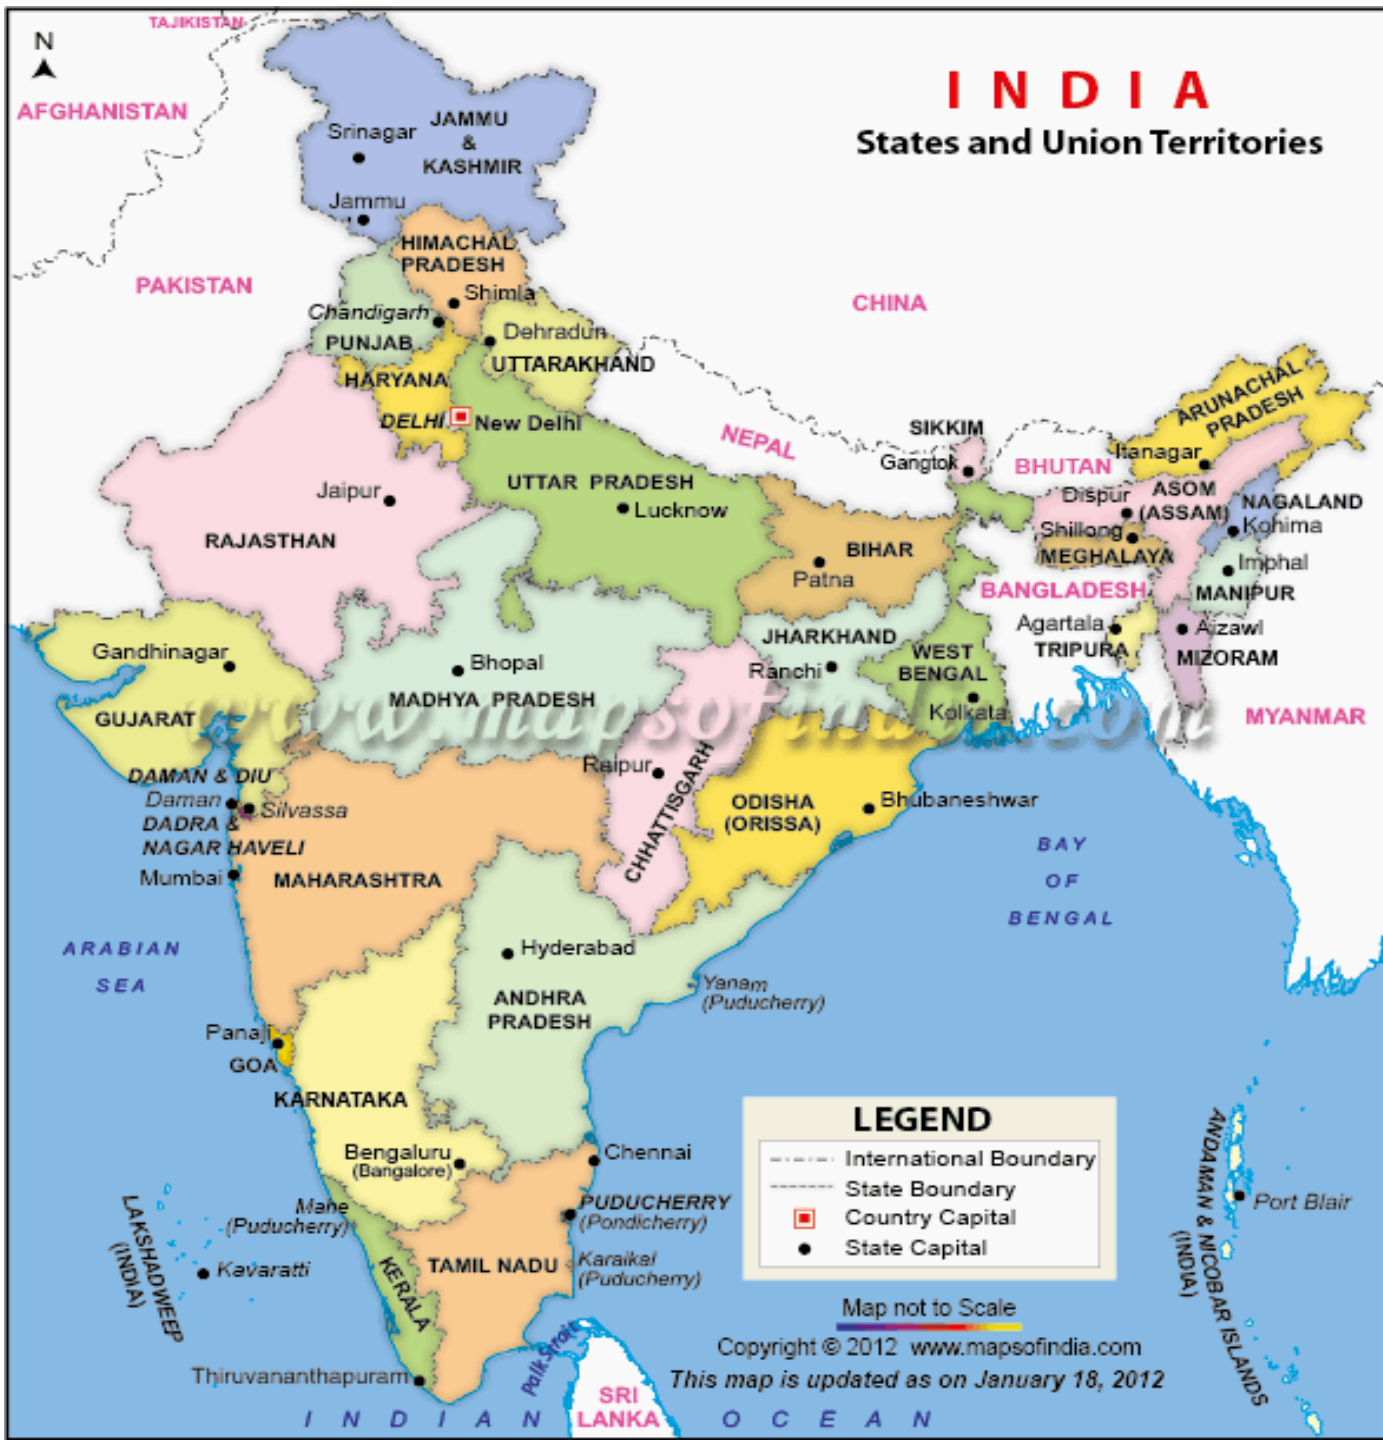 TAJIKISTAN
N
AFGHANISTAN
I N D I A
States and Union Territories
JAMMU
&
KASHMIR
Srinagar
Jammu
HIMACHAL
PRADESH
PAKISTAN
Shimla
CHINA
Chandigarh
PUNJAB
Dehradun
UTTARAKHAND
HARYANA
DELHI
New Delhi
ARUNACHAL
PRADESH
NEPAL
SIKKIM
Gangtok
BHUTAN
Itanagar
UTTAR PRADESH
Lucknow
Jaipur
RAJASTHAN
Dispur
ASOM
(ASSAM)
NAGALAND
Kohima
Shillong
MEGHALAYA
BIHAR
Patna
Imphal
MANIPUR
BANGLADESH
Agartala
TRIPURA
Aizawl
MIZORAM
JHARKHAND
Ranchi
WEST
BENGAL
Kolkata
Gandhinagar
GUJARAT
Bhopal
MADHYA PRADESH
www.mapsofindia.com
MYANMAR
Raipur
CHHATTISGARH
DAMAN & DIU
Daman
Silvassa
DADRA &
NAGAR HAVELI
Mumbai
MAHARASHTRA
ODISHA
(ORISSA)
Bhubaneshwar
BAY
OF
BENGAL
ARABIAN
SEA
Hyderabad
ANDHRA
PRADESH
Yanam
(Puducherry)
Panaji
GOA
KARNATAKA
Bengaluru
(Bangalore)
Chennai
Mahe
(Puducherry)
PUDUCHERRY
(Pondicherry)
Karaikal
(Puducherry)
TAMIL NADU
KERALA
LAKSHADWEEP
(INDIA)
Kavaratti
Thiruvananthapuram
Palk Strait
SRI
LANKA
I N D I A N O C E A N
LEGEND
International Boundary
State Boundary
Country Capital
State Capital
Map not to Scale
Copyright © 2012 www.mapsofindia.com
This map is updated as on January 18, 2012
ANDAMAN & NICOBAR ISLANDS
(INDIA)
Port Blair